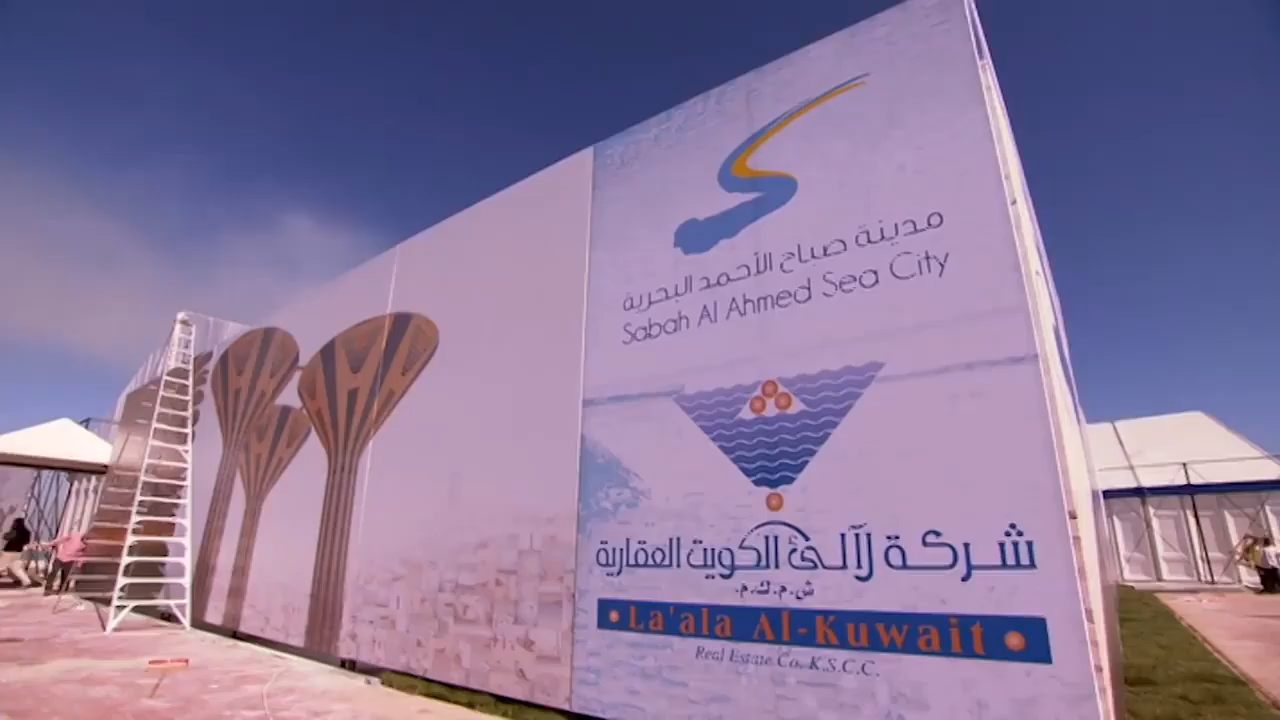 مدينة صباح الأحمد البحرية
Sabah Al Ahmed Sea City
شركة لآلئ الكويت العقارية
ش.م.ك.م.
La'ala Al-Kuwait
Real Estate Co. K.S.C.C.